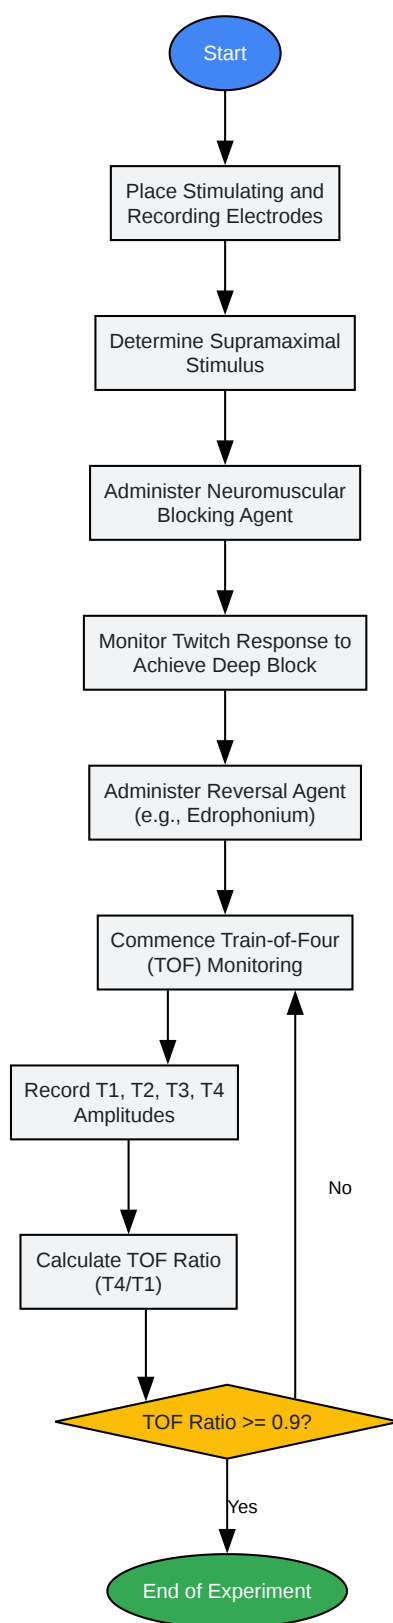 Start
Place Stimulating and
Recording Electrodes
Determine Supramaximal
Stimulus
Administer Neuromuscular
Blocking Agent
Monitor Twitch Response to
Achieve Deep Block
Administer Reversal Agent
(e.g., Edrophonium)
Commence Train-of-Four
(TOF) Monitoring
Record T1, T2, T3, T4
Amplitudes
No
Calculate TOF Ratio
(T4/T1)
TOF Ratio >= 0.9?
Yes
End of Experiment